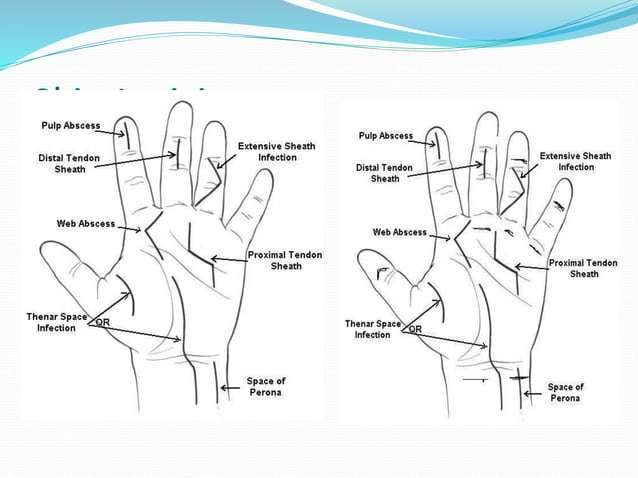 Pulp Abscess
Distal Tendon
Sheath
Extensive Sheath
Infection
Web Abscess
Proximal Tendon
Sheath
Thenar Space
Infection
OR
Space of
Perona
Pulp Abscess
Distal Tendon
Sheath
Extensive Sheath
Infection
Web Abscess
Proximal Tendon
Sheath
Thenar Space
Infection
OR
Space of
Perona